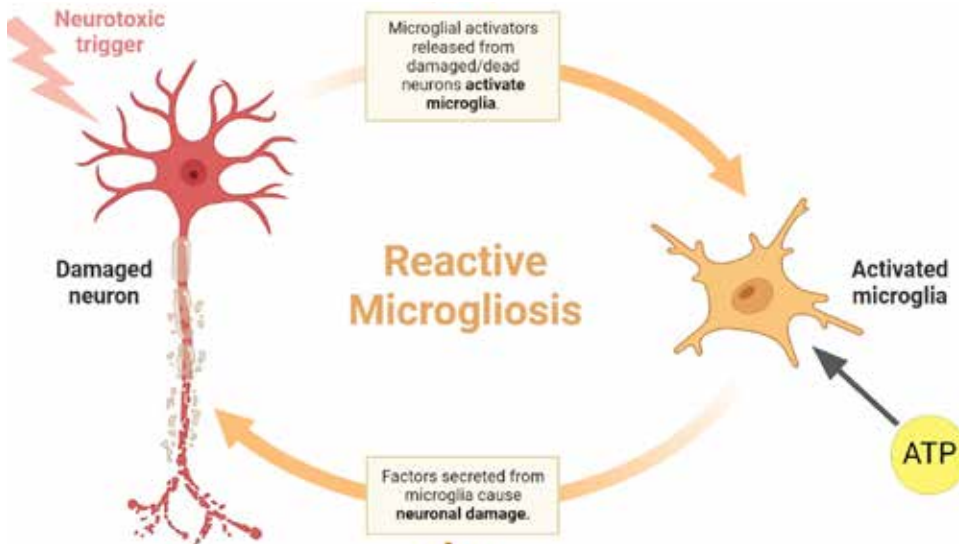 Neurotoxic
trigger
Microglial activators
released from
damaged/dead
neurons activate
microglia.
Damaged
neuron
Reactive
Microgliosis
Activated
microglia
ATP
Factors secreted from
microglia cause
neuronal damage.